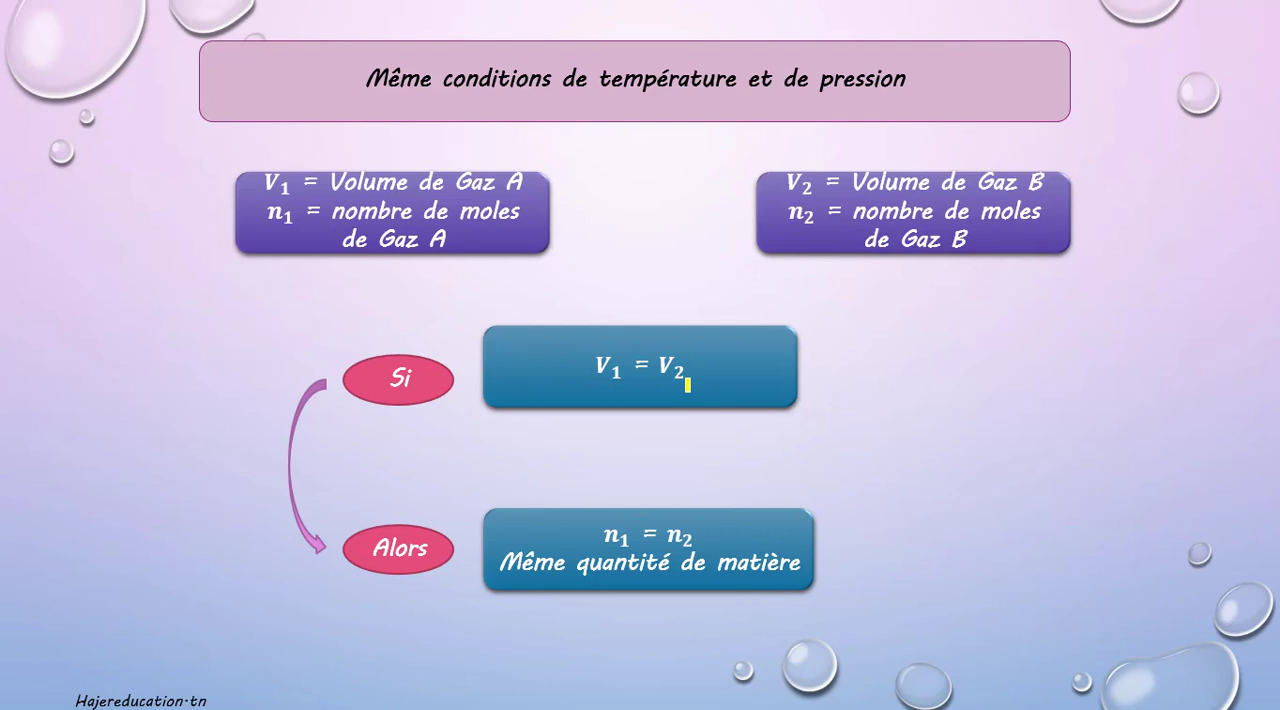 Même conditions de température et de pression
V₁ = Volume de Gaz A
n₁ = nombre de moles
de Gaz A
V₂ = Volume de Gaz B
n₂ = nombre de moles
de Gaz B
Si
V₁ = V₂
Alors
n₁ = n₂
Même quantité de matière
Hajereducation.tn